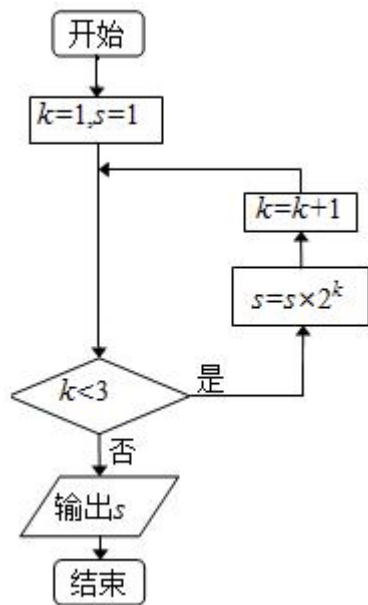 开始
k=1,s=1
k=k+1
s=s×2^k
k<3
是
否
输出s
结束